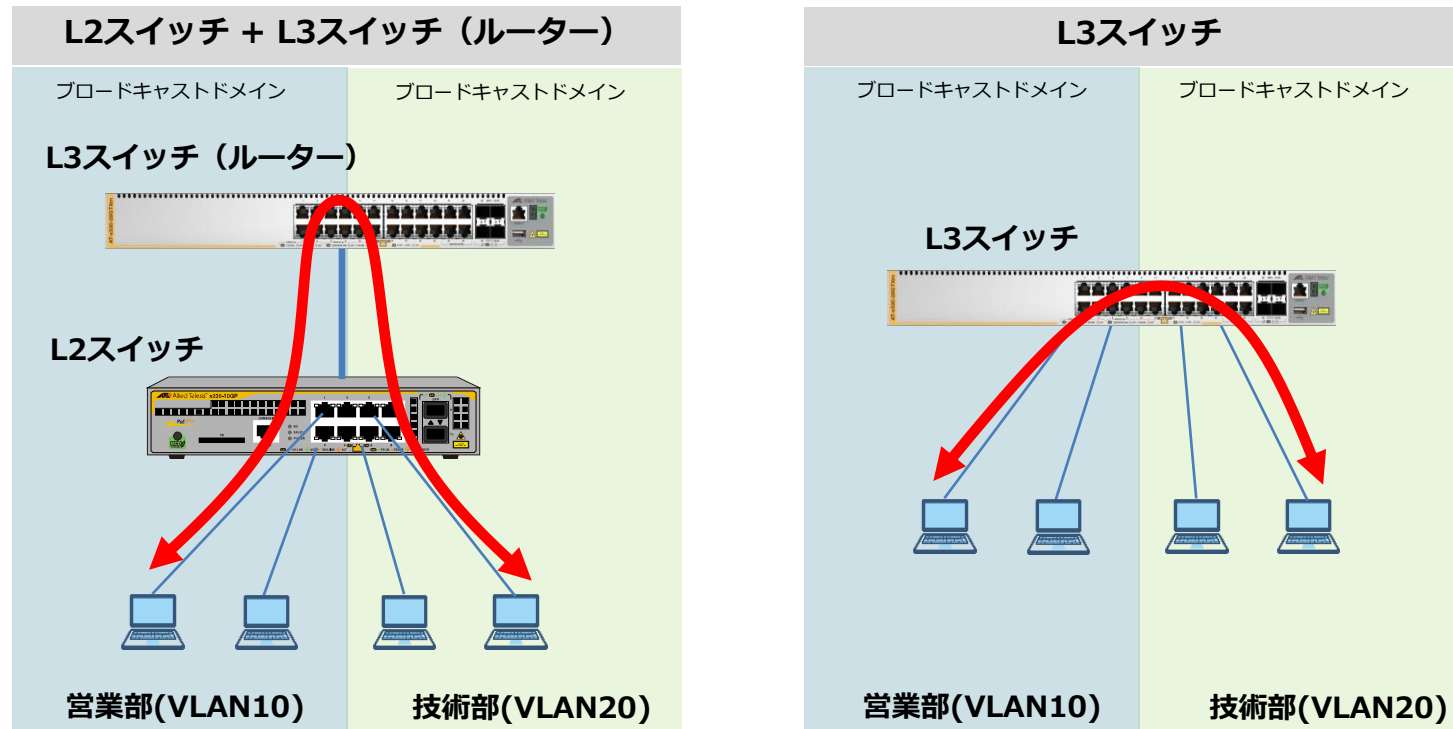 L2スイッチ + L3スイッチ（ルーター）
ブロードキャストドメイン
ブロードキャストドメイン
L3スイッチ（ルーター）
L2スイッチ
Allied Telesis x230-10GP
営業部(VLAN10)
技術部(VLAN20)
L3スイッチ
ブロードキャストドメイン
ブロードキャストドメイン
L3スイッチ
営業部(VLAN10)
技術部(VLAN20)